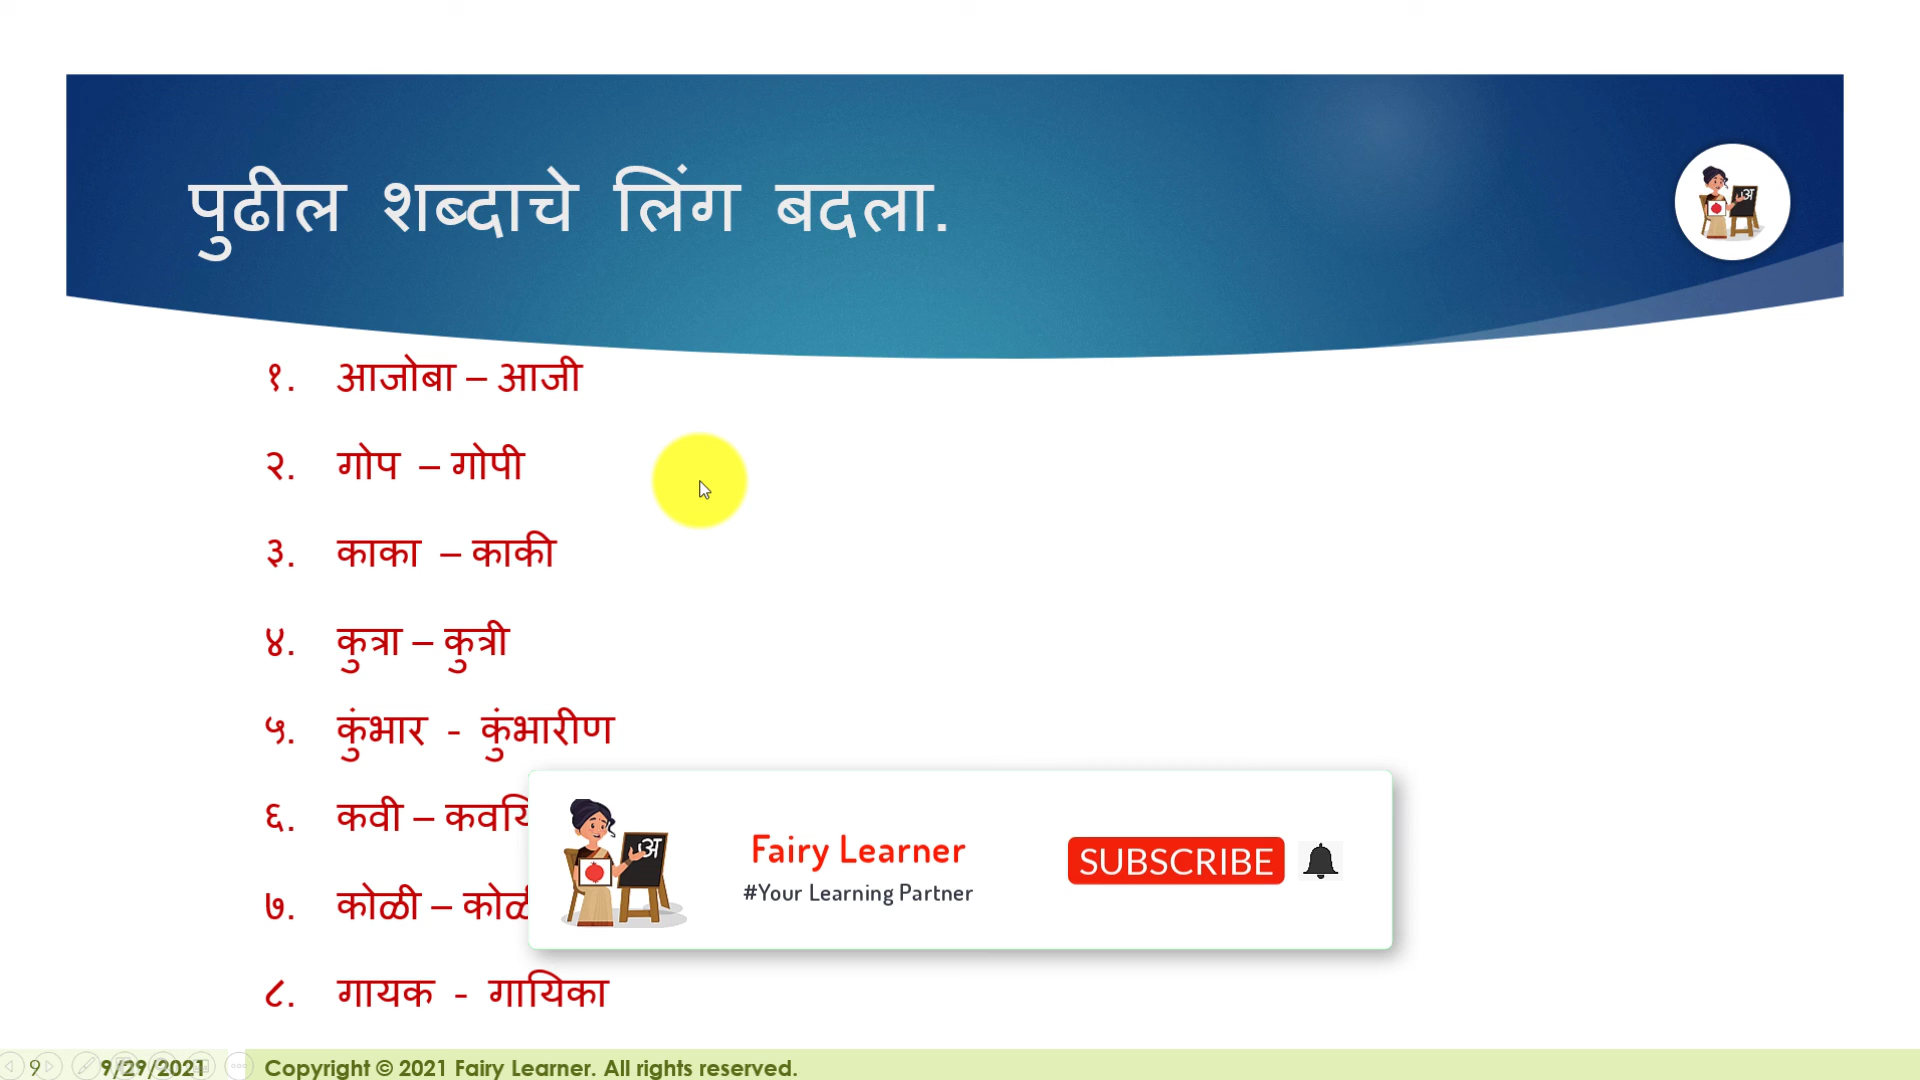 पुढील शब्दाचे लिंग बदला.
अ
१. आजोबा – आजी
२. गोप – गोपी
३. काका – काकी
४. कुत्रा – कुत्री
५. कुंभार - कुंभारीण
६. कवी –
७. कोळी –
अ
Fairy Learner
#Your Learning Partner
SUBSCRIBE
८. गायक - गायिका
9
9/29/2021
Copyright © 2021 Fairy Learner. All rights reserved.